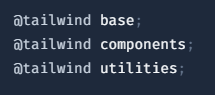 @tailwind base;
@tailwind components;
@tailwind utilities;